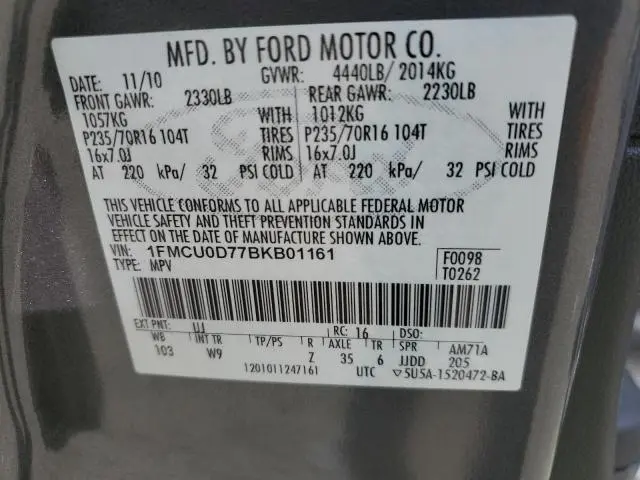 MFD. BY FORD MOTOR CO.
DATE: 11/10 GVWR: 4440LB/ 2014KG
FRONT GAWR: 2330LB REAR GAWR: 2230LB
1057KG WITH 1012KG WITH
P235/70R16 104T TIRES P235/70R16 104T TIRES
16x7.0J RIMS 16x7.0J RIMS
AT 220 kPa/ 32 PSI COLD AT 220 kPa/ 32 PSI COLD
THIS VEHICLE CONFORMS TO ALL APPLICABLE FEDERAL MOTOR
VEHICLE SAFETY AND THEFT PREVENTION STANDARDS IN
EFFECT ON THE DATE OF MANUFACTURE SHOWN ABOVE.
VIN: 1FMCU0D77BKB01161 F0098
TYPE: MPV T0262
EXT PNT: UJ RC: 16 DSO:
WB INT TR TP/PS R AXLE TR SPR AM71A
103 W9 Z 35 6 JJDD 205
1201011247161 UTC ▽5U5A-1520472-BA